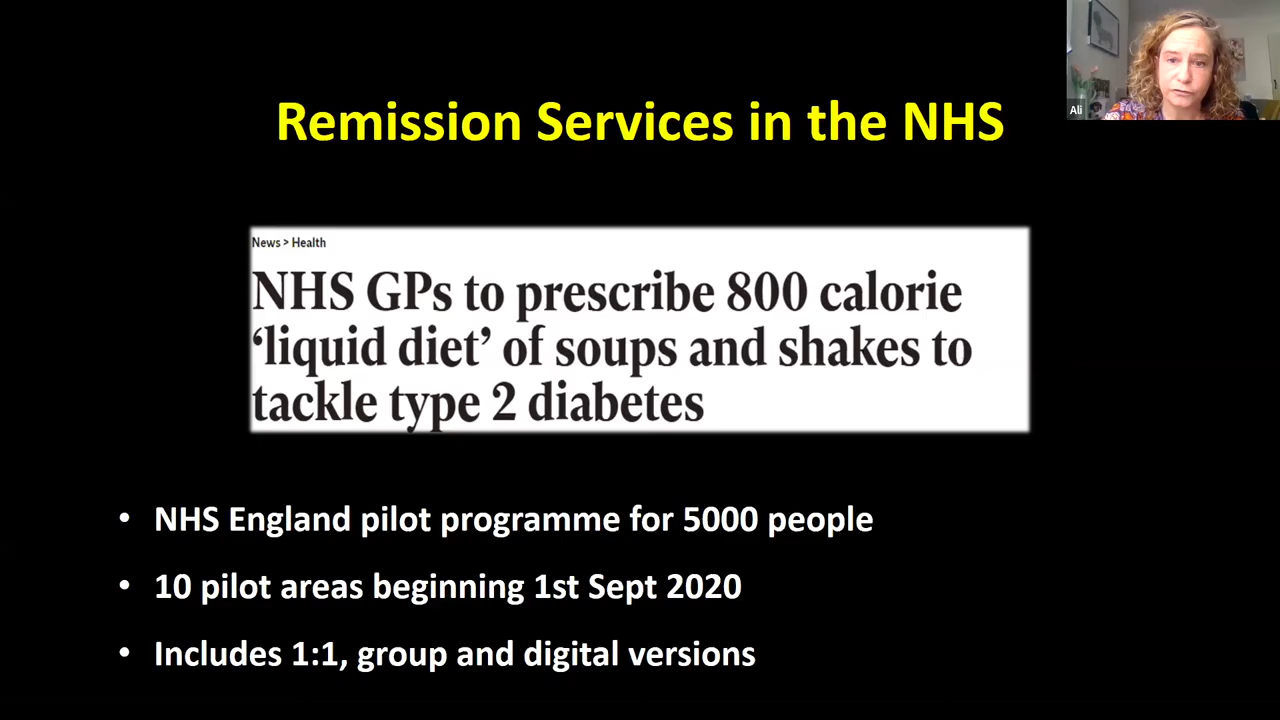 Ali
Remission Services in the NHS
News > Health
NHS GPs to prescribe 800 calorie
‘liquid diet’ of soups and shakes to
tackle type 2 diabetes
• NHS England pilot programme for 5000 people
• 10 pilot areas beginning 1st Sept 2020
• Includes 1:1, group and digital versions